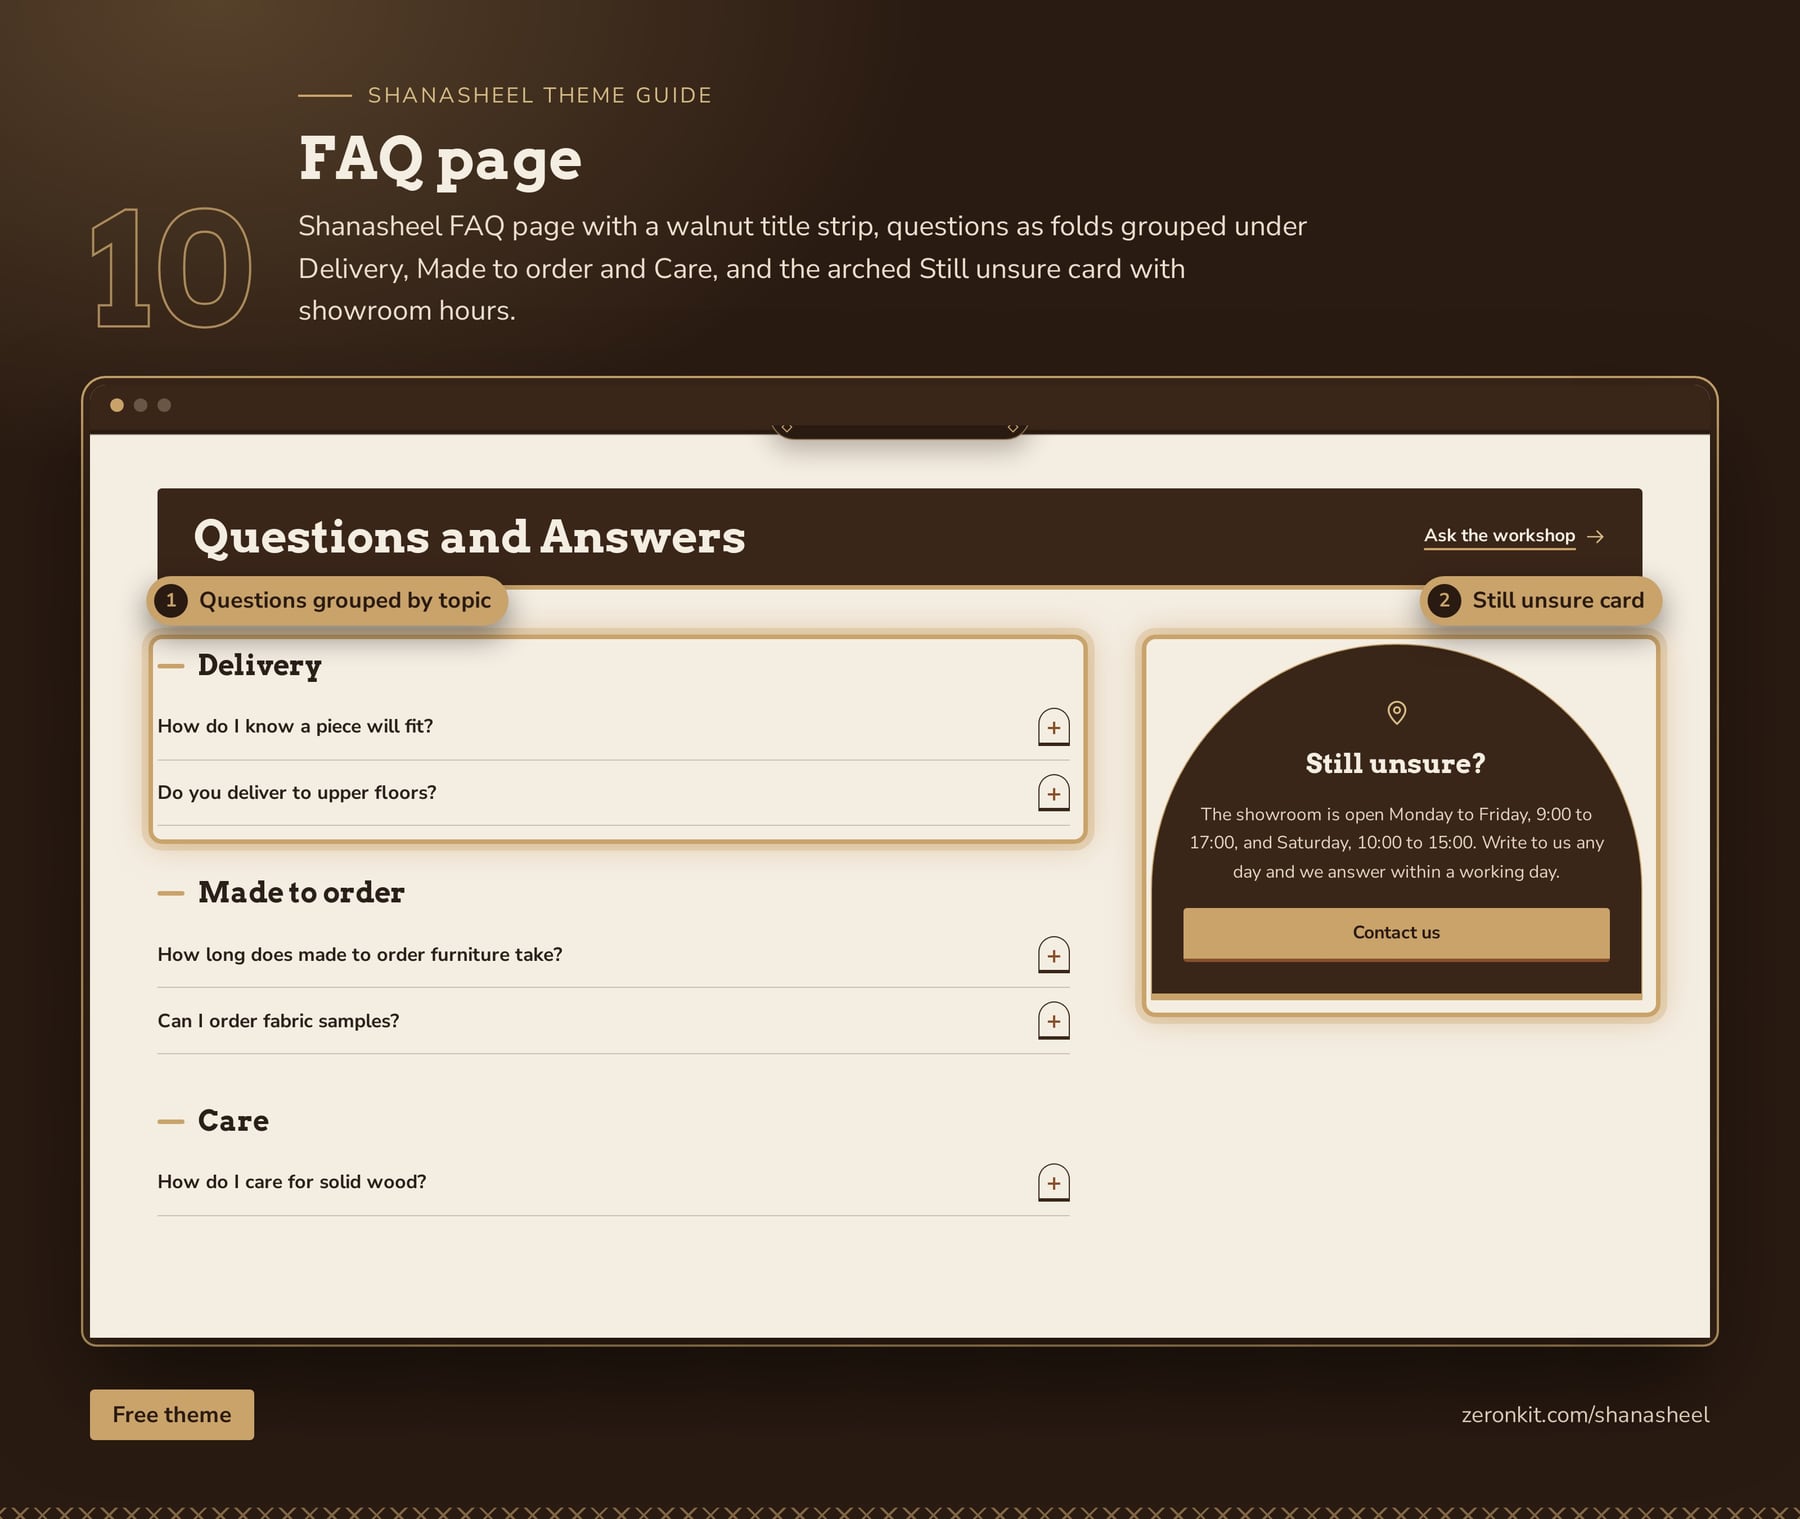 SHANASHEEL THEME GUIDE
FAQ page
10
Shanasheel FAQ page with a walnut title strip, questions as folds grouped under
Delivery, Made to order and Care, and the arched Still unsure card with
showroom hours.
Questions and Answers
Ask the workshop →
1 Questions grouped by topic
2 Still unsure card
Delivery
How do I know a piece will fit?
+
Do you deliver to upper floors?
+
Made to order
How long does made to order furniture take?
+
Can I order fabric samples?
+
Care
How do I care for solid wood?
+
Still unsure?
The showroom is open Monday to Friday, 9:00 to
17:00, and Saturday, 10:00 to 15:00. Write to us any
day and we answer within a working day.
Contact us
Free theme
zeronkit.com/shanasheel